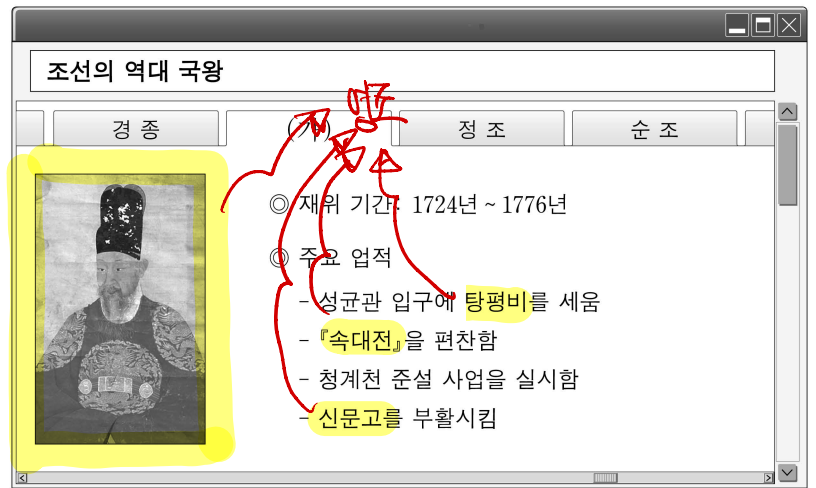 조선의 역대 국왕
경 종
(가)
정 조
순 조
◎ 재위 기간: 1724년 ~ 1776년
◎ 주요 업적
- 성균관 입구에 탕평비를 세움
- 『속대전』을 편찬함
- 청계천 준설 사업을 실시함
- 신문고를 부활시킴